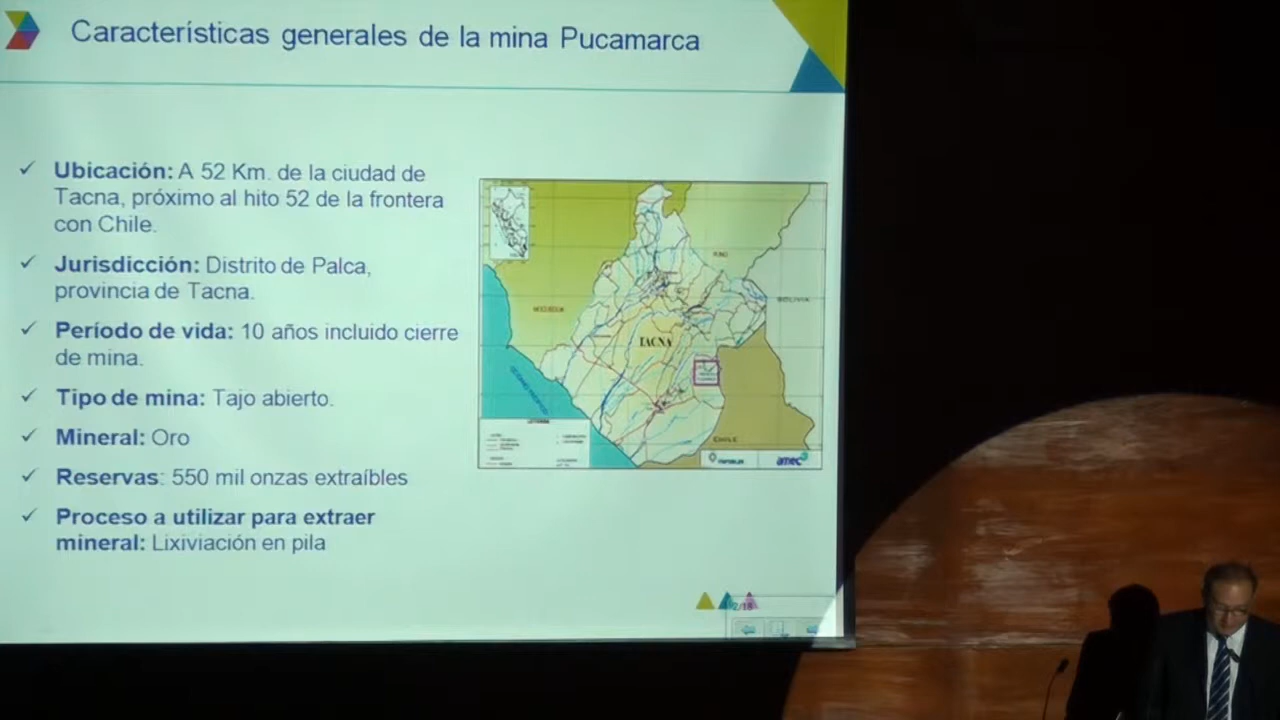 Características generales de la mina Pucamarca
Ubicación: A 52 Km. de la ciudad de
Tacna, próximo al hito 52 de la frontera
con Chile.
Jurisdicción: Distrito de Palca,
provincia de Tacna.
Período de vida: 10 años incluido cierre
de mina.
Tipo de mina: Tajo abierto.
Mineral: Oro
Reservas: 550 mil onzas extraíbles
Proceso a utilizar para extraer
mineral: Lixiviación en pila
PUNO
BOLIVIA
MOQUEGUA
TACNA
OCÉANO PACÍFICO
CHILE
LEYENDA
amec